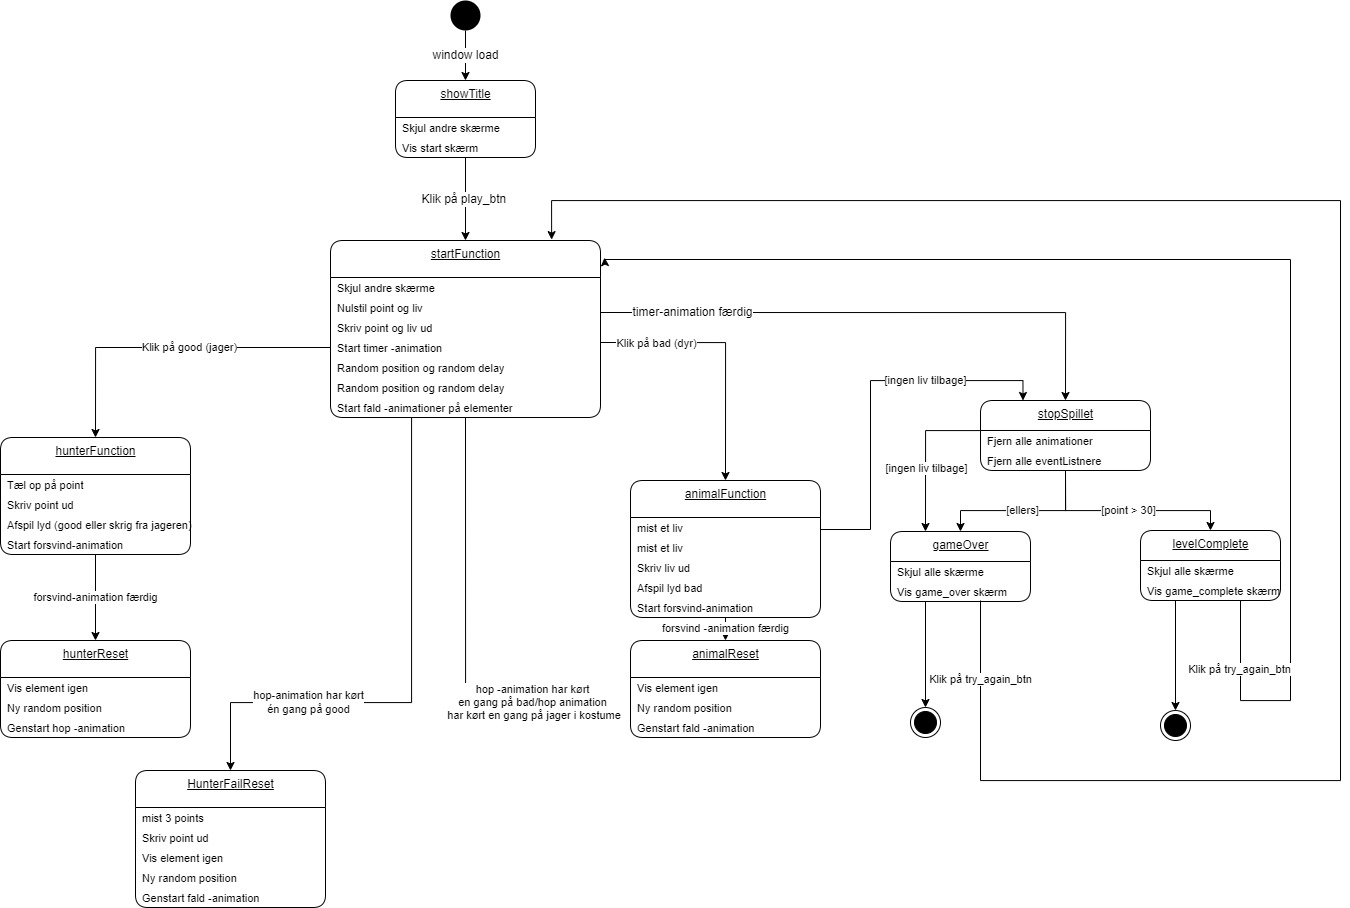 window load
showTitle
Skjul andre skærme
Vis start skærm
Klik på play_btn
startFunction
Skjul andre skærme
Nulstil point og liv
Skriv point og liv ud
Start timer -animation
Random position og random delay
Random position og random delay
Start fald -animationer på elementer
timer-animation færdig
Klik på good (jager)
Klik på bad (dyr)
[ingen liv tilbage]
stopSpillet
Fjern alle animationer
Fjern alle eventListnere
[ingen liv tilbage]
[ellers]
[point > 30]
hunterFunction
Tæl op på point
Skriv point ud
Afspil lyd (good eller skrig fra jageren)
Start forsvind-animation
animalFunction
mist et liv
mist et liv
Skriv liv ud
Afspil lyd bad
Start forsvind-animation
gameOver
Skjul alle skærme
Vis game_over skærm
levelComplete
Skjul alle skærme
Vis game_complete skærm
forsvind-animation færdig
forsvind -animation færdig
hunterReset
Vis element igen
Ny random position
Genstart hop -animation
hop-animation har kørt
én gang på good
hop -animation har kørt
en gang på bad/hop animation
har kørt en gang på jager i kostume
animalReset
Vis element igen
Ny random position
Genstart fald -animation
Klik på try_again_btn
Klik på try_again_btn
HunterFailReset
mist 3 points
Skriv point ud
Vis element igen
Ny random position
Genstart fald -animation